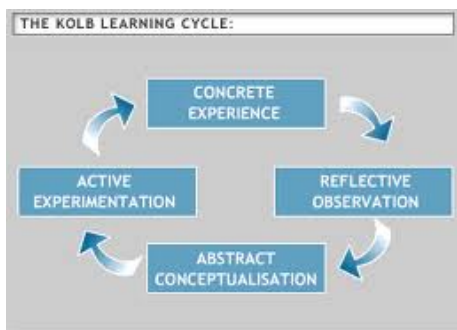 THE KOLB LEARNING CYCLE:
CONCRETE
EXPERIENCE
REFLECTIVE
OBSERVATION
ABSTRACT
CONCEPTUALISATION
ACTIVE
EXPERIMENTATION